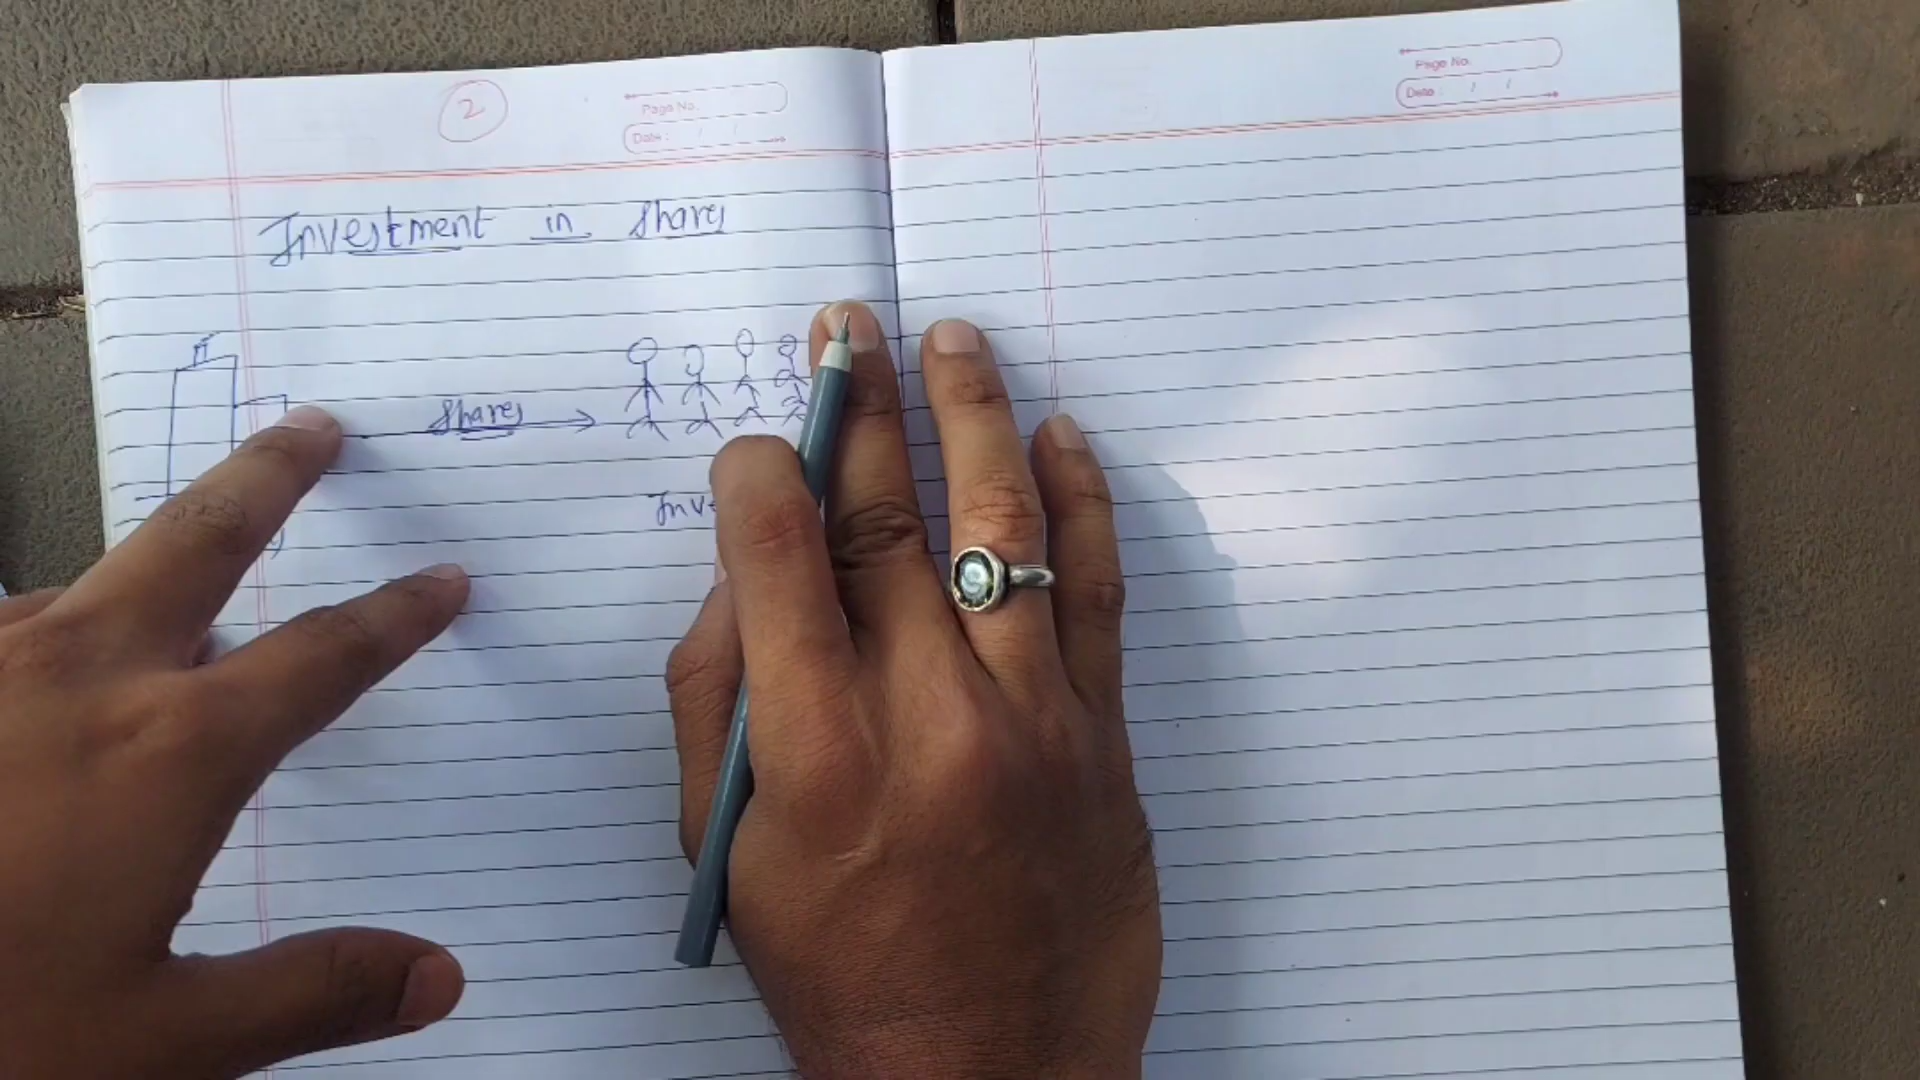 2
Page No.
Date: / /
Page No.
Date: / /
Investment in Shares
Shares